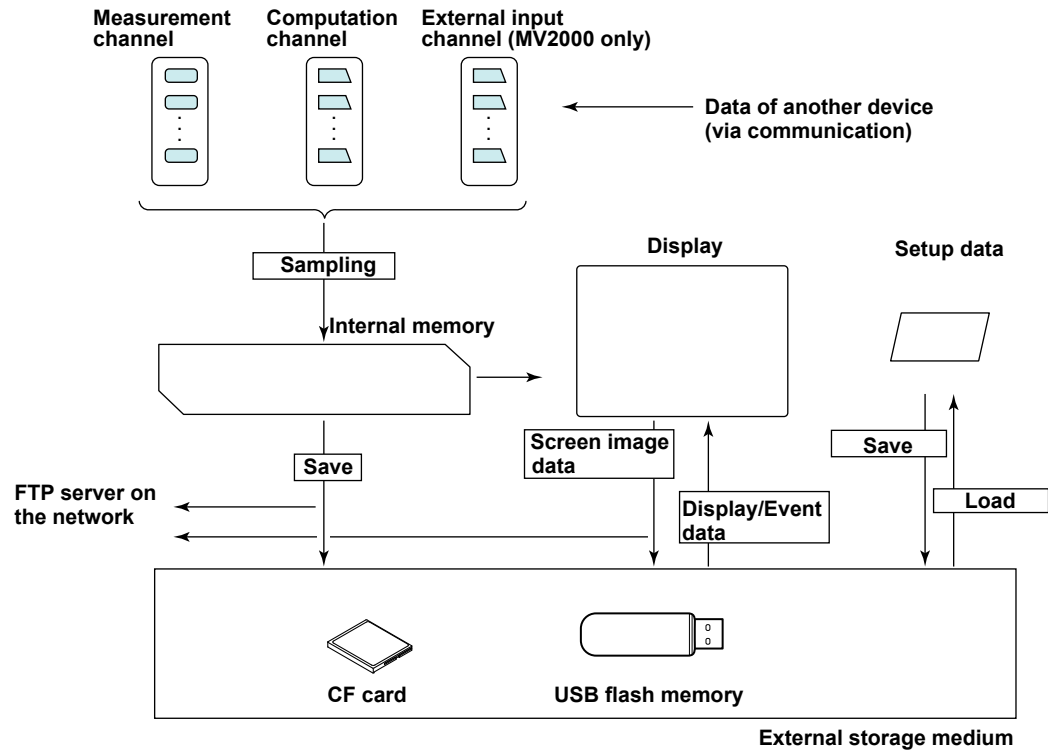 Measurement
channel
Computation
channel
External input
channel (MV2000 only)
Data of another device
(via communication)
Sampling
Display
Setup data
Internal memory
Screen image
data
Save
Save
FTP server on
the network
Display/Event
data
Load
CF card
USB flash memory
External storage medium